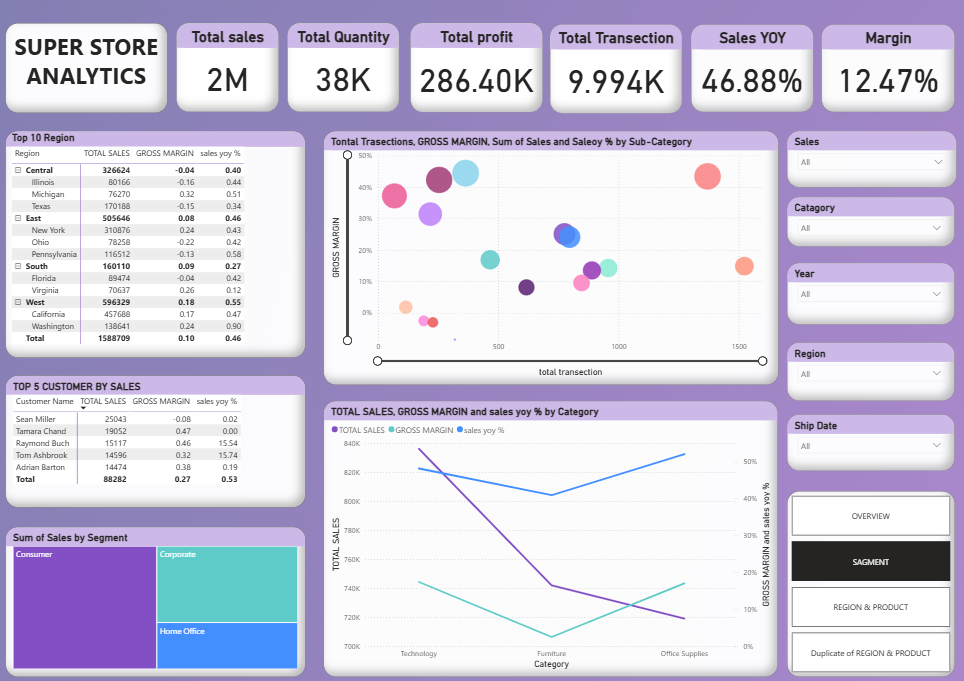 SUPER STORE
ANALYTICS
Total sales
2M
Total Quantity
38K
Total profit
286.40K
Total Transection
9.994K
Sales YOY
46.88%
Margin
12.47%
Top 10 Region
Region TOTAL SALES GROSS MARGIN sales yoy %
Central 326624 -0.04 0.40
Illinois 80166 -0.16 0.44
Michigan 76270 0.32 0.51
Texas 170188 -0.15 0.34
East 505646 0.08 0.46
New York 310876 0.24 0.43
Ohio 78258 -0.22 0.42
Pennsylvania 116512 -0.13 0.58
South 160110 0.09 0.27
Florida 89474 -0.04 0.42
Virginia 70637 0.26 0.12
West 596329 0.18 0.55
California 457688 0.17 0.47
Washington 138641 0.24 0.90
Total 1588709 0.10 0.46
TOP 5 CUSTOMER BY SALES
Customer Name TOTAL SALES GROSS MARGIN sales yoy %
Sean Miller 25043 -0.08 0.02
Tamara Chand 19052 0.47 0.00
Raymond Buch 15117 0.46 15.54
Tom Ashbrook 14596 0.32 15.74
Adrian Barton 14474 0.38 0.19
Total 88282 0.27 0.53
Sum of Sales by Segment
Consumer
Corporate
Home Office
Tontal Trasections, GROSS MARGIN, Sum of Sales and Saleoy % by Sub-Category
GROSS MARGIN
50%
40%
30%
20%
10%
0%
0 500 1000 1500
total transection
TOTAL SALES, GROSS MARGIN and sales yoy % by Category
TOTAL SALES GROSS MARGIN sales yoy %
TOTAL SALES
840K
820K
800K
780K
760K
740K
720K
700K
50%
40%
30%
20%
10%
0%
GROSS MARGIN and sales yoy %
Technology Furniture Office Supplies
Category
Sales
All
Catagory
All
Year
All
Region
All
Ship Date
All
OVERVIEW
SAGMENT
REGION & PRODUCT
Duplicate of REGION & PRODUCT